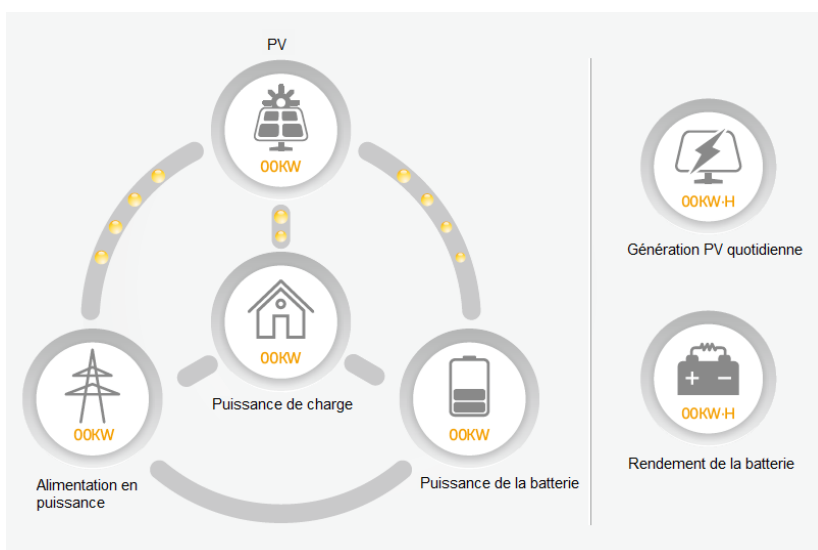 PV
00KW
00KW
Puissance de charge
00KW
Alimentation en
puissance
00KW
Puissance de la batterie
00KW·H
Génération PV quotidienne
+ −
00KW·H
Rendement de la batterie